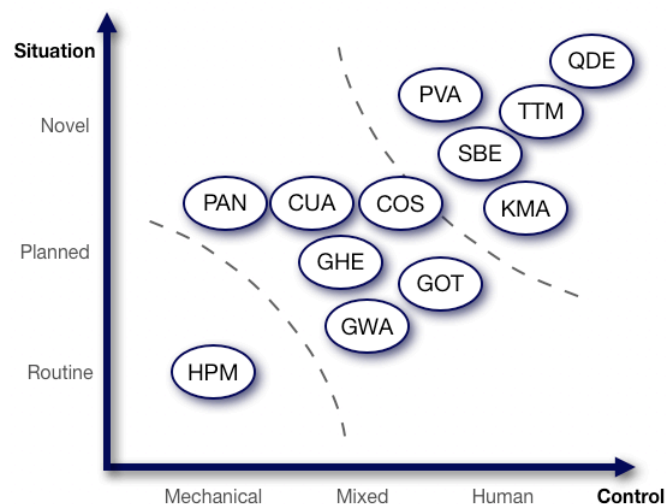 Situation
QDE
PVA
TTM
Novel
SBE
PAN
CUA
COS
KMA
Planned
GHE
GOT
GWA
Routine
HPM
Mechanical
Mixed
Human
Control